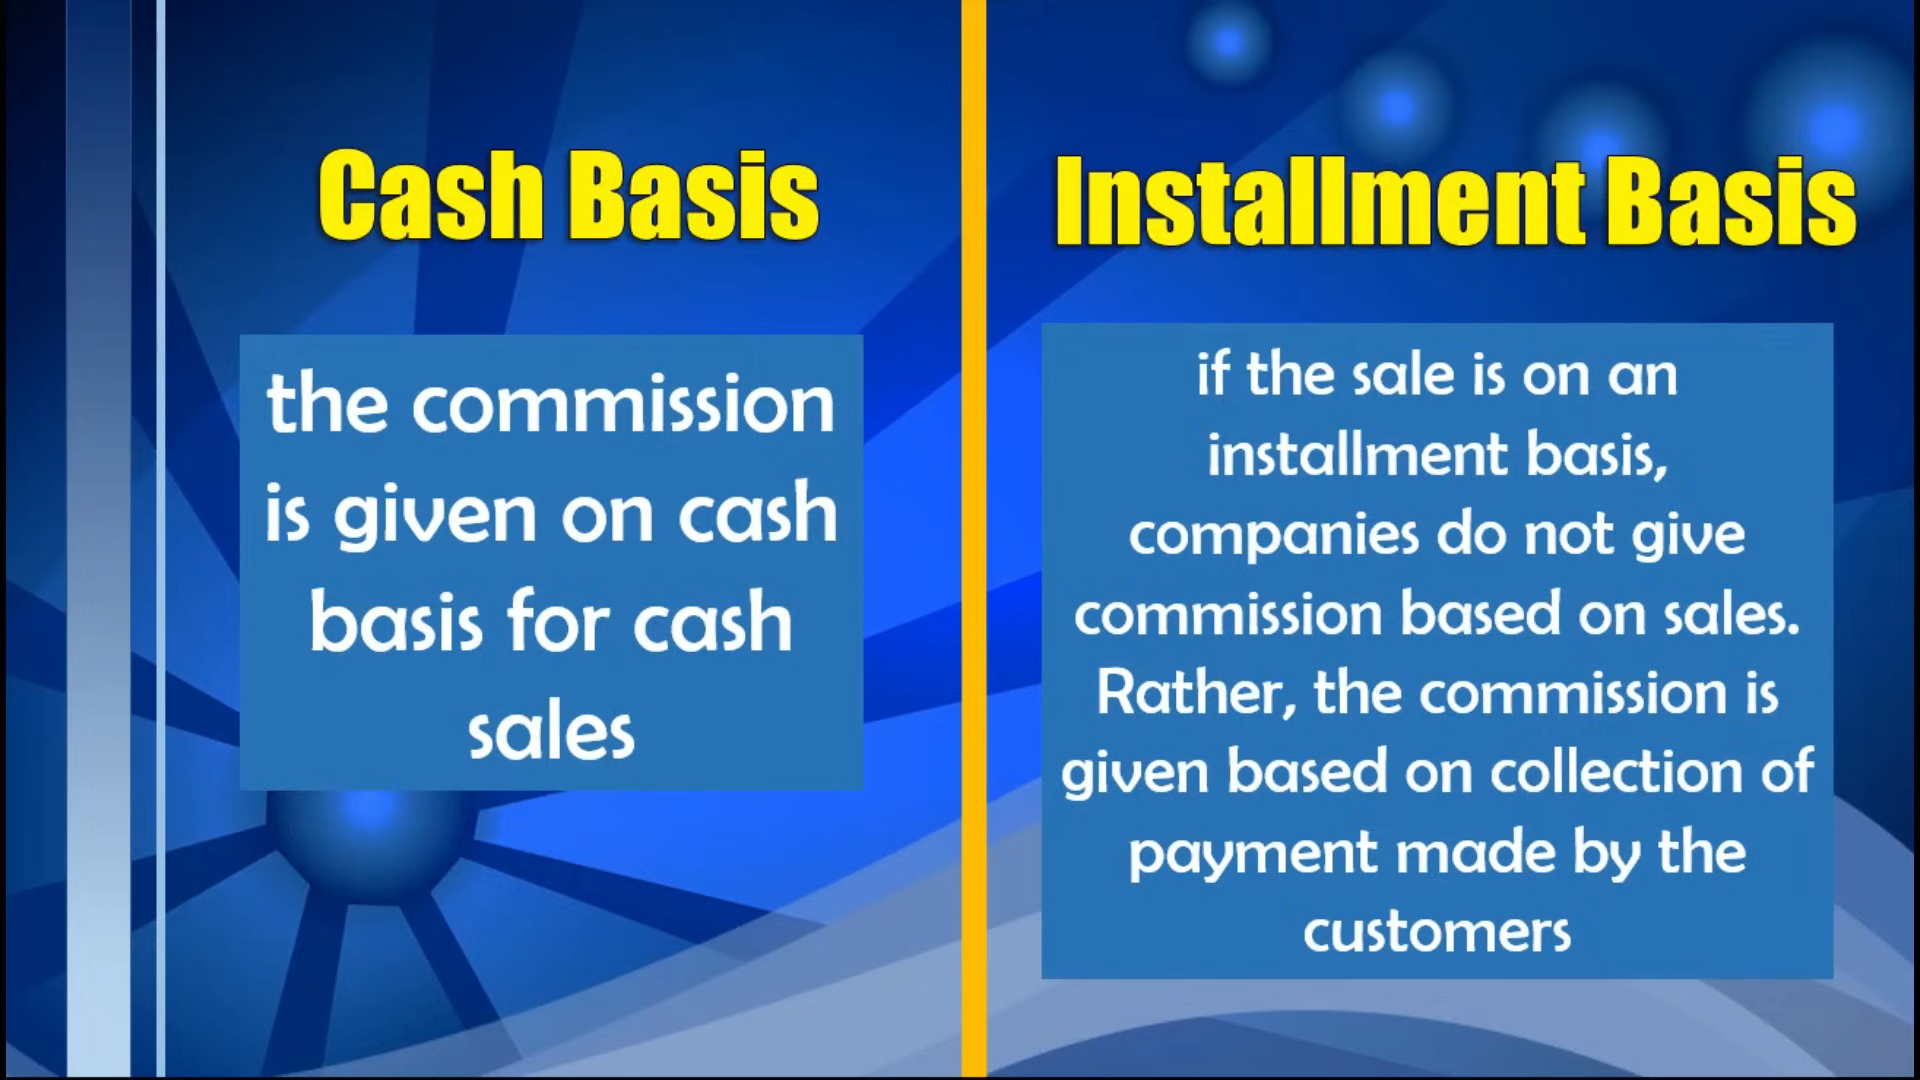 Cash Basis
the commission
is given on cash
basis for cash
sales
Installment Basis
if the sale is on an
installment basis,
companies do not give
commission based on sales.
Rather, the commission is
given based on collection of
payment made by the
customers